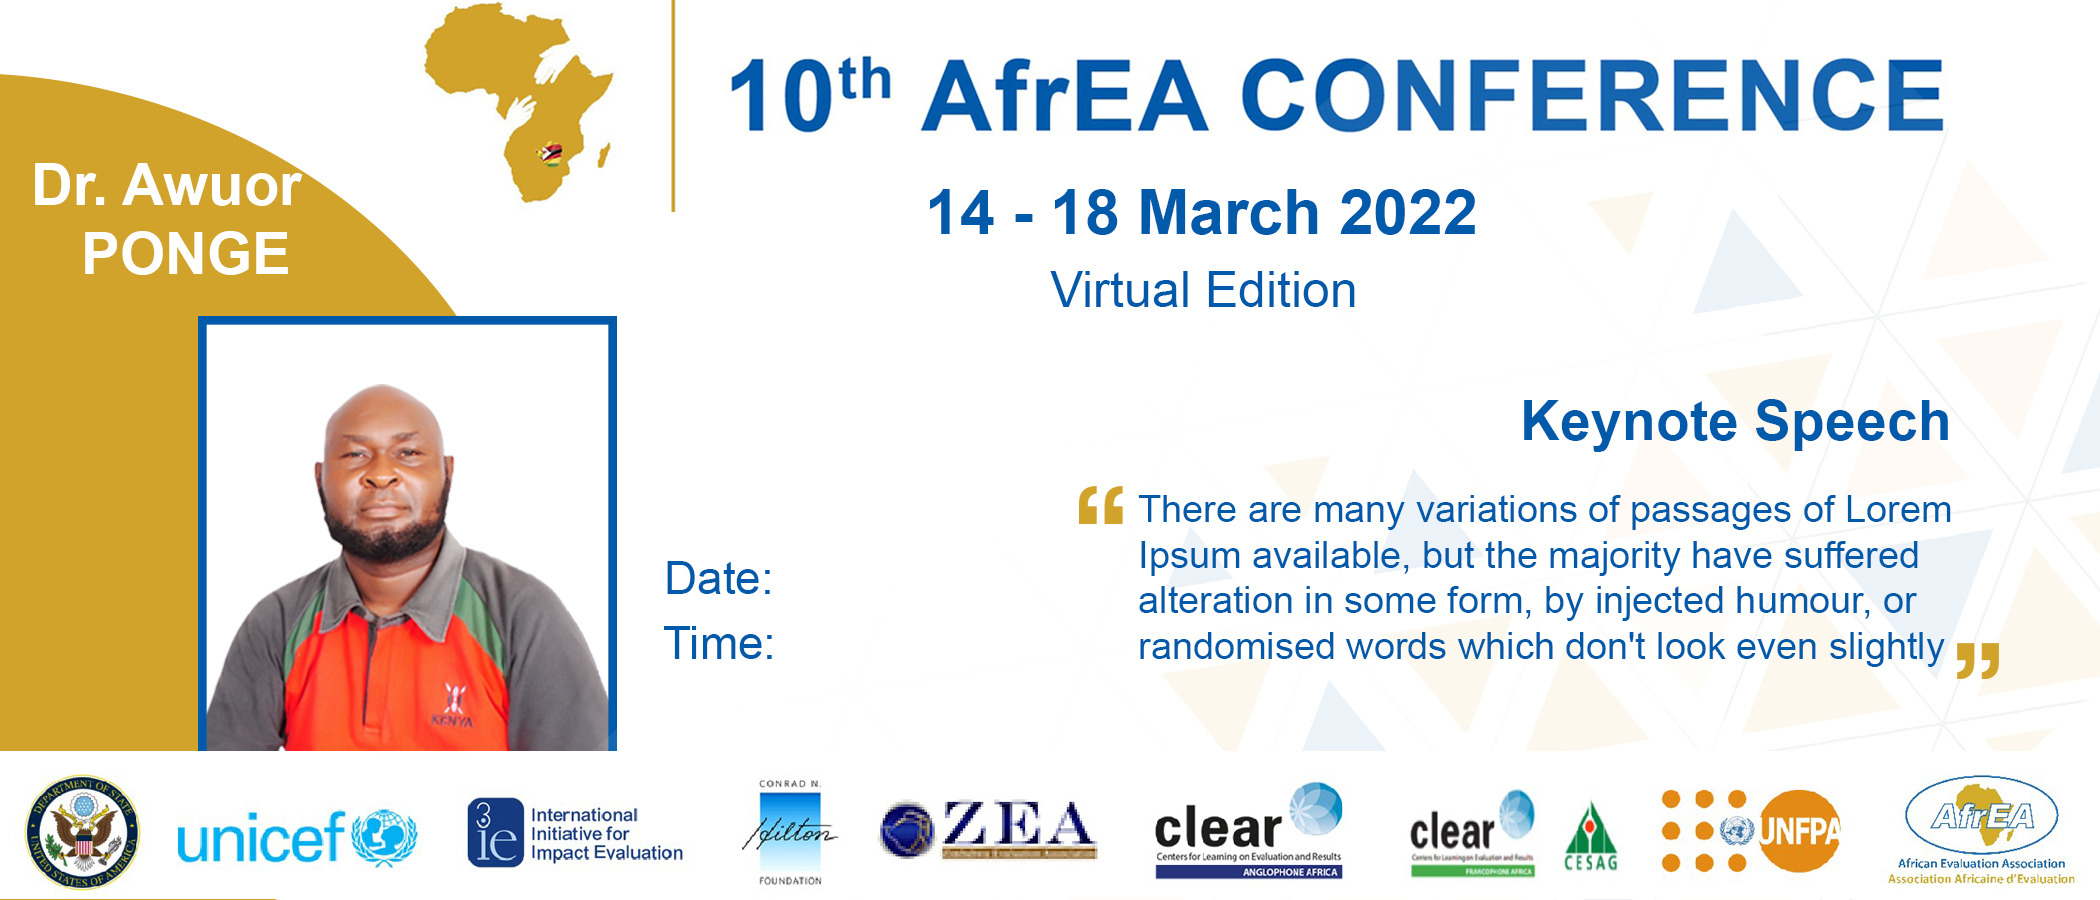 10th AfrEA CONFERENCE
14 - 18 March 2022
Virtual Edition
Dr. Awuor
PONGE
KENYA
Date:
Time:
Keynote Speech
“ There are many variations of passages of Lorem
Ipsum available, but the majority have suffered
alteration in some form, by injected humour, or
randomised words which don't look even slightly ”
DEPARTMENT OF STATE
UNITED STATES OF AMERICA
unicef
3ie
International
Initiative for
Impact Evaluation
CONRAD N.
Hilton
FOUNDATION
ZEA
clear
Centers for Learning on Evaluation and Results
ANGLOPHONE AFRICA
clear
Centers for Learning on Evaluation and Results
FRANCOPHONE AFRICA
CESAG
UNFPA
AfrEA
African Evaluation Association
Association Africaine d'Evaluation